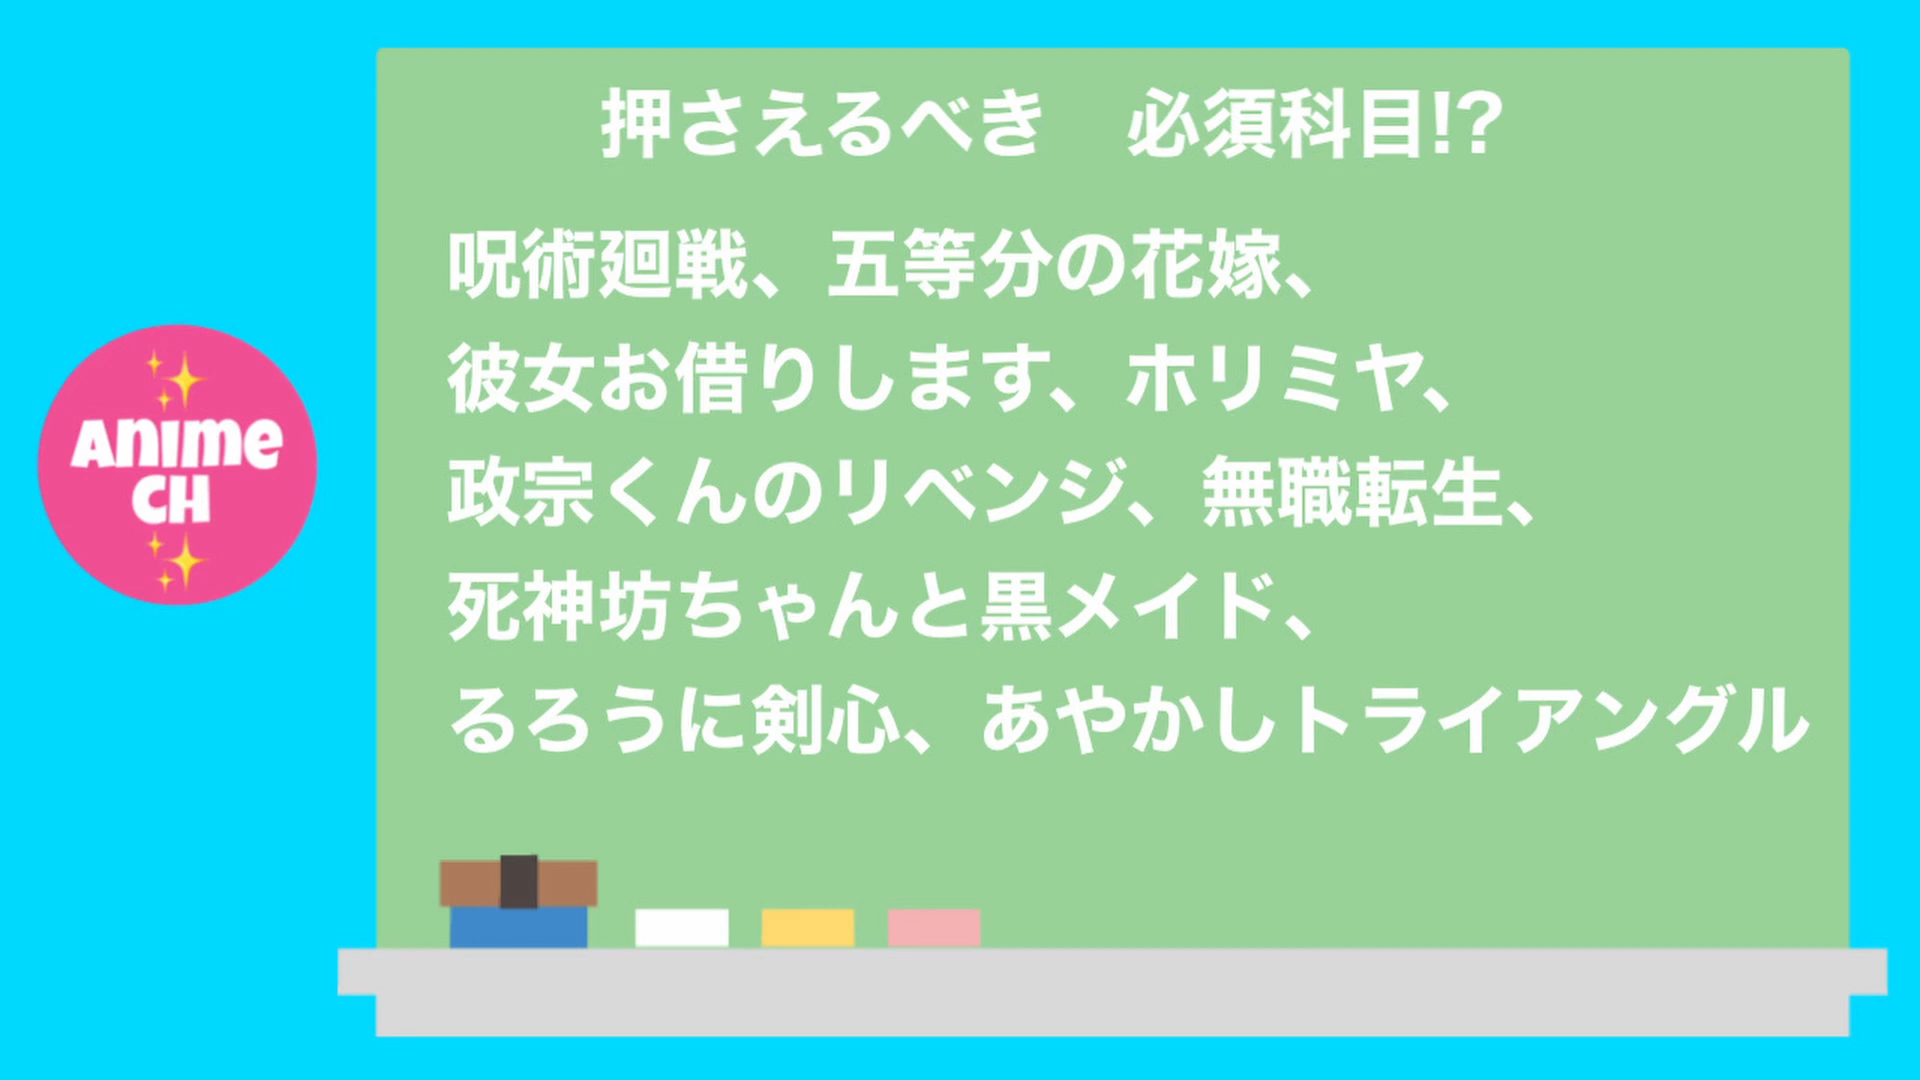 押さえるべき　必須科目!?
呪術廻戦、五等分の花嫁、
彼女お借りします、ホリミヤ、
政宗くんのリベンジ、無職転生、
死神坊ちゃんと黒メイド、
るろうに剣心、あやかしトライアングル
Anime
CH